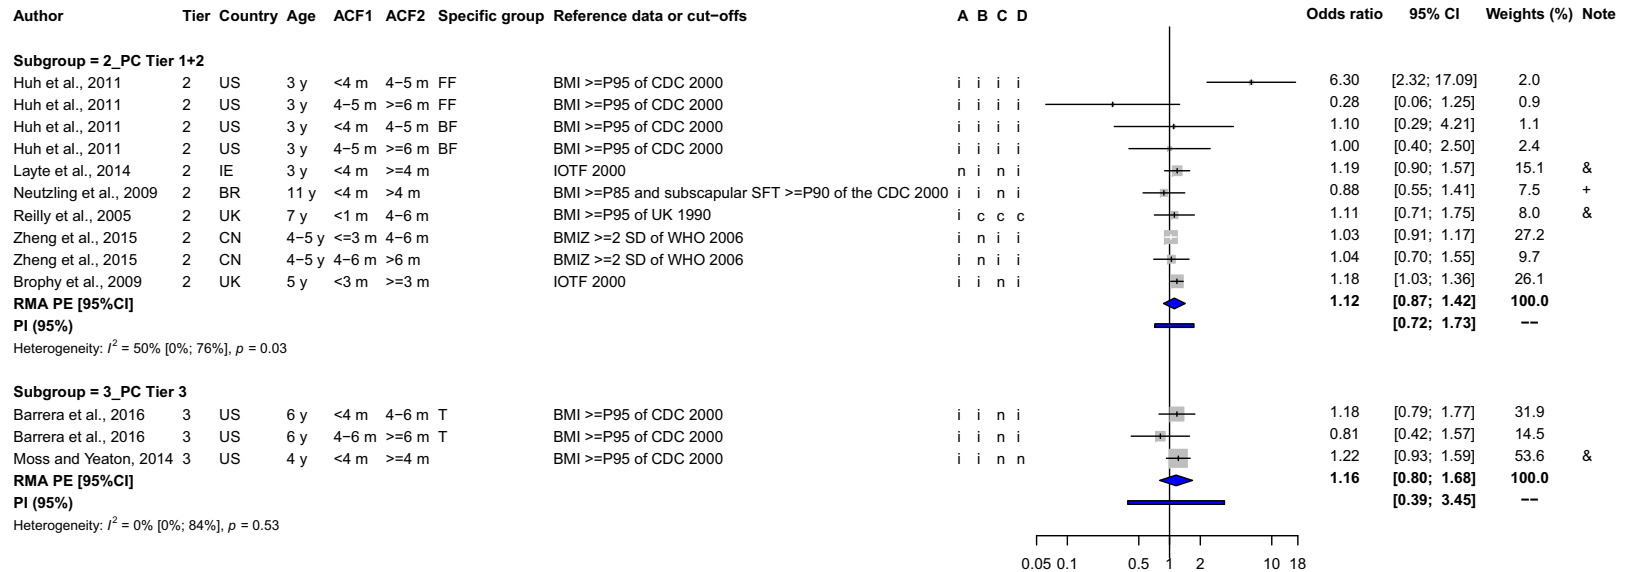 Author Tier Country Age ACF1 ACF2 Specific group Reference data or cut−offs A B C D Odds ratio 95% CI Weights (%) Note
Subgroup = 2_PC Tier 1+2
Huh et al., 2011 2 US 3 y <4 m 4−5 m FF BMI >=P95 of CDC 2000 i i i i 6.30 [2.32; 17.09] 2.0
Huh et al., 2011 2 US 3 y 4−5 m >=6 m FF BMI >=P95 of CDC 2000 i i i i 0.28 [0.06; 1.25] 0.9
Huh et al., 2011 2 US 3 y <4 m 4−5 m BF BMI >=P95 of CDC 2000 i i i i 1.10 [0.29; 4.21] 1.1
Huh et al., 2011 2 US 3 y 4−5 m >=6 m BF BMI >=P95 of CDC 2000 i i i i 1.00 [0.40; 2.50] 2.4
Layte et al., 2014 2 IE 3 y <4 m >=4 m IOTF 2000 n i n i 1.19 [0.90; 1.57] 15.1 &
Neutzling et al., 2009 2 BR 11 y <4 m >4 m BMI >=P85 and subscapular SFT >=P90 of the CDC 2000 i i n i 0.88 [0.55; 1.41] 7.5 +
Reilly et al., 2005 2 UK 7 y <1 m 4−6 m BMI >=P95 of UK 1990 i c c c 1.11 [0.71; 1.75] 8.0 &
Zheng et al., 2015 2 CN 4−5 y <=3 m 4−6 m BMIZ >=2 SD of WHO 2006 i n i i 1.03 [0.91; 1.17] 27.2
Zheng et al., 2015 2 CN 4−5 y 4−6 m >6 m BMIZ >=2 SD of WHO 2006 i n i i 1.04 [0.70; 1.55] 9.7
Brophy et al., 2009 2 UK 5 y <3 m >=3 m IOTF 2000 i i n i 1.18 [1.03; 1.36] 26.1
RMA PE [95%CI] 1.12 [0.87; 1.42] 100.0
PI (95%) [0.72; 1.73] −−
Heterogeneity: I² = 50% [0%; 76%], p = 0.03
Subgroup = 3_PC Tier 3
Barrera et al., 2016 3 US 6 y <4 m 4−6 m T BMI >=P95 of CDC 2000 i i n i 1.18 [0.79; 1.77] 31.9
Barrera et al., 2016 3 US 6 y 4−6 m >=6 m T BMI >=P95 of CDC 2000 i i n i 0.81 [0.42; 1.57] 14.5
Moss and Yeaton, 2014 3 US 4 y <4 m >=4 m BMI >=P95 of CDC 2000 i i n n 1.22 [0.93; 1.59] 53.6 &
RMA PE [95%CI] 1.16 [0.80; 1.68] 100.0
PI (95%) [0.39; 3.45] −−
Heterogeneity: I² = 0% [0%; 84%], p = 0.53
0.05 0.1 0.5 1 2 10 18